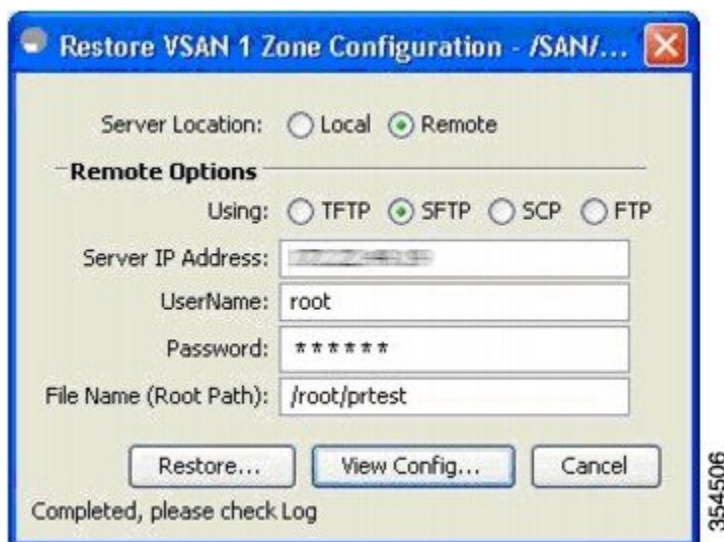 Restore VSAN 1 Zone Configuration - /SAN/...
Server Location: Local Remote
Remote Options
Using: TFTP SFTP SCP FTP
Server IP Address:
UserName: root
Password: ******
File Name (Root Path): /root/prtest
Restore... View Config... Cancel
Completed, please check Log
354506